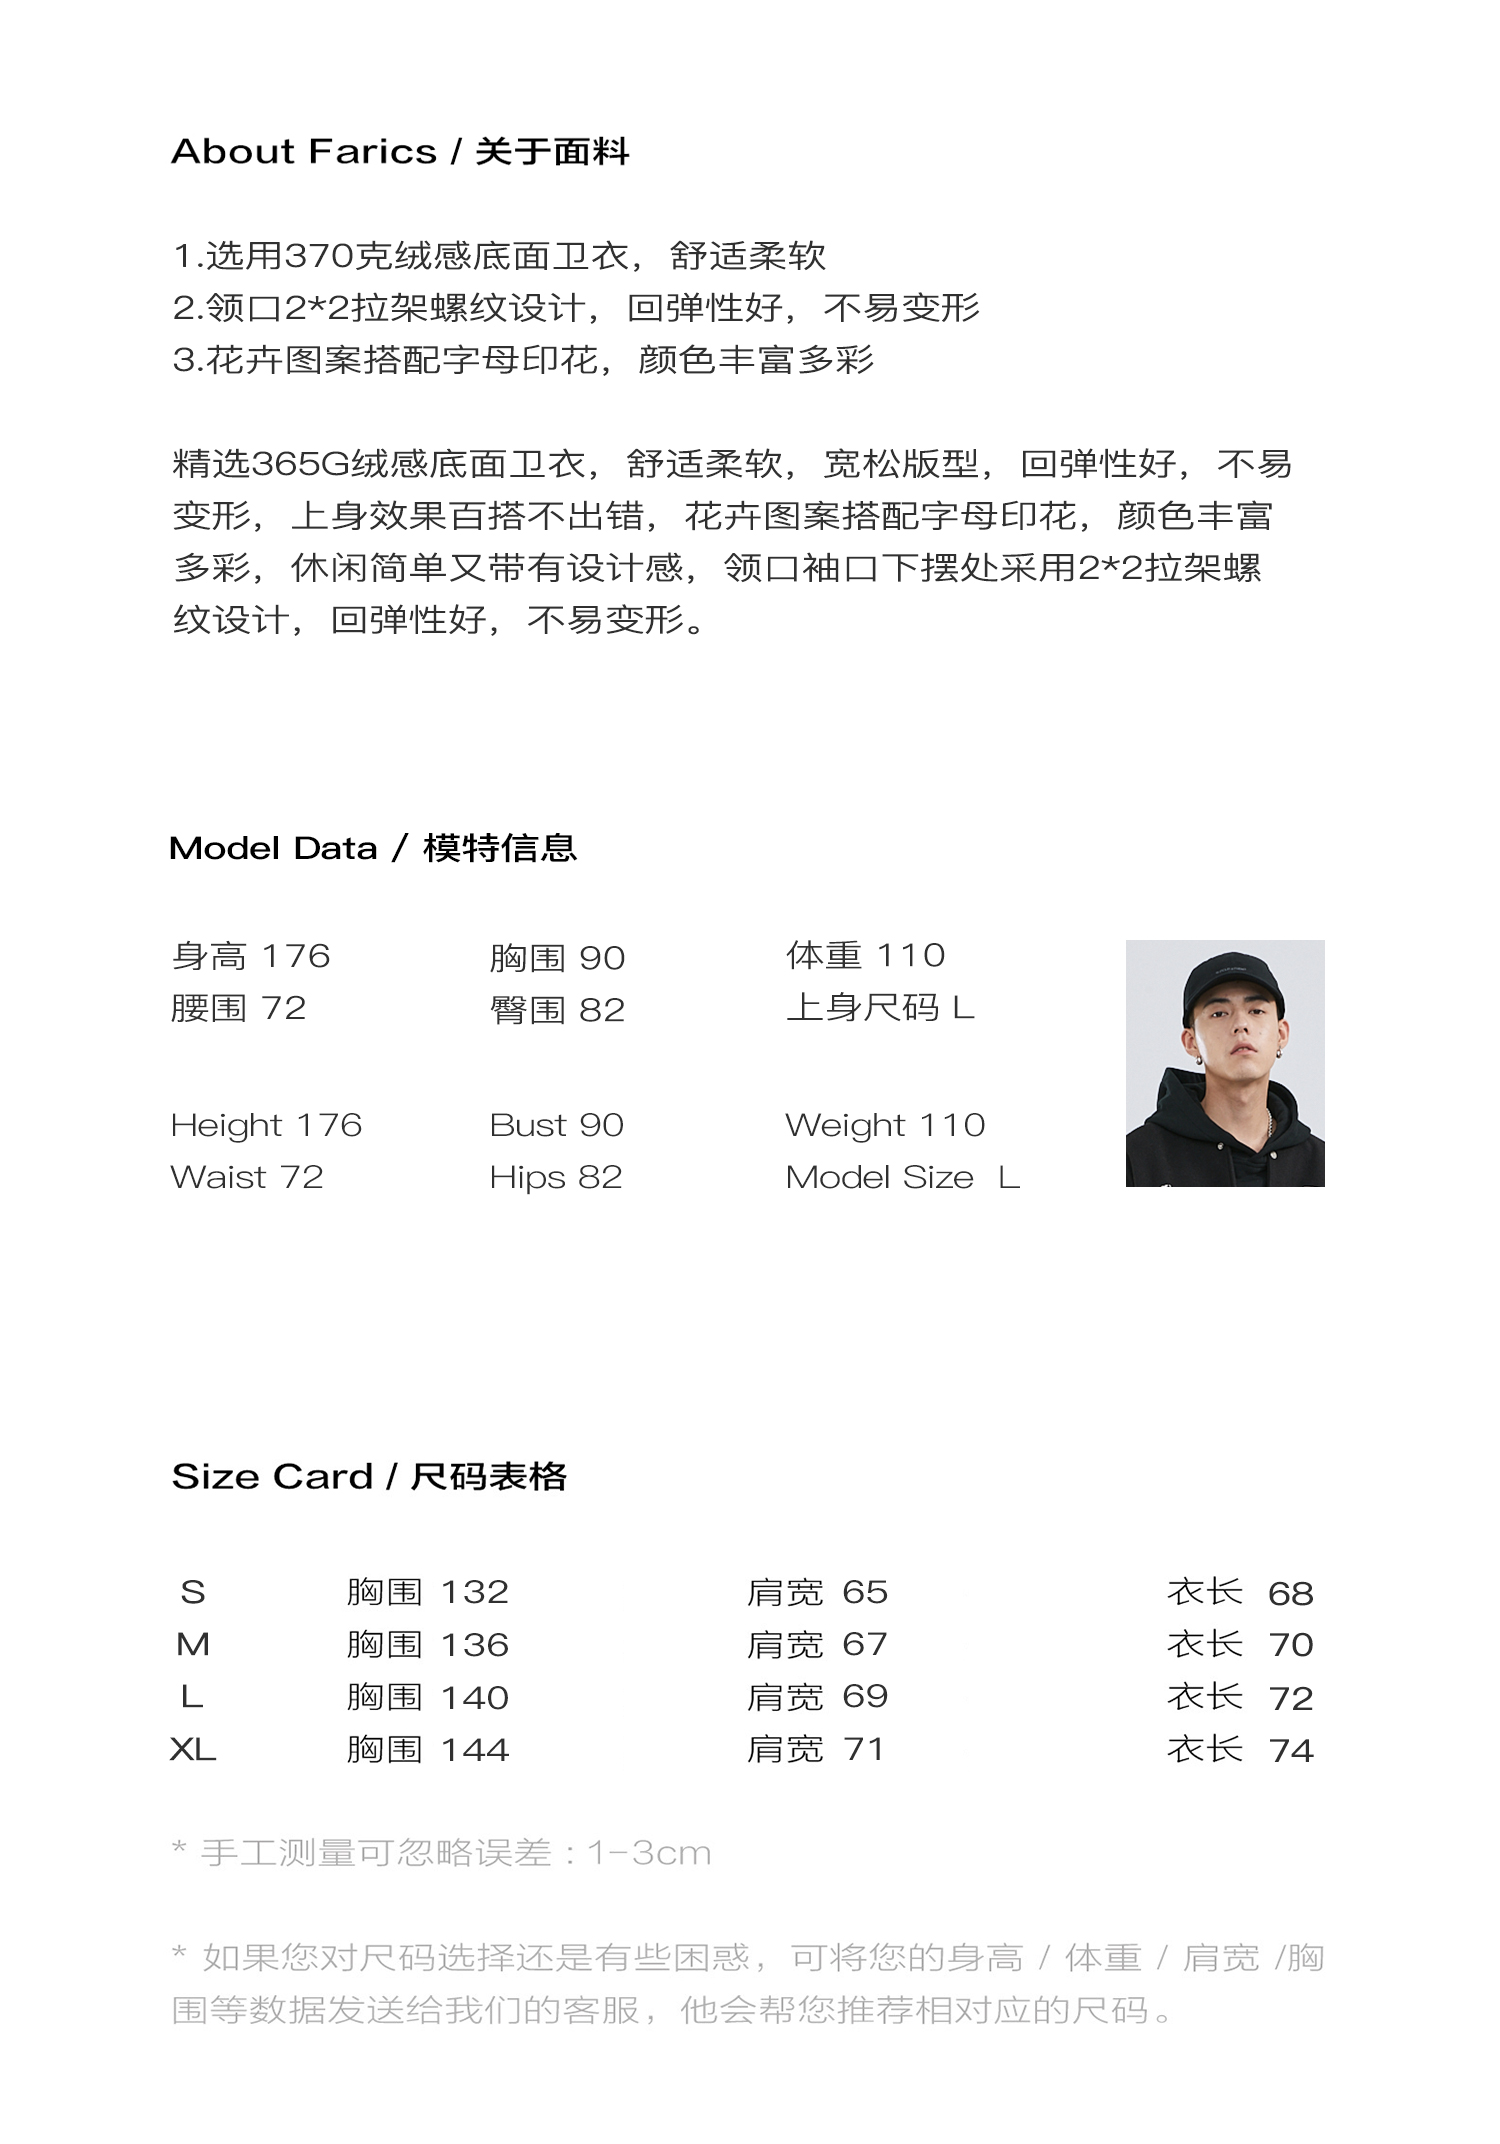 About Farics / 关于面料
1.选用370克绒感底面卫衣，舒适柔软
2.领口2*2拉架螺纹设计，回弹性好，不易变形
3.花卉图案搭配字母印花，颜色丰富多彩
精选365G绒感底面卫衣，舒适柔软，宽松版型，回弹性好，不易
变形，上身效果百搭不出错，花卉图案搭配字母印花，颜色丰富
多彩，休闲简单又带有设计感，领口袖口下摆处采用2*2拉架螺
纹设计，回弹性好，不易变形。
Model Data / 模特信息
身高 176 胸围 90 体重 110
腰围 72 臀围 82 上身尺码 L
Height 176 Bust 90 Weight 110
Waist 72 Hips 82 Model Size L
Size Card / 尺码表格
S 胸围 132 肩宽 65 衣长 68
M 胸围 136 肩宽 67 衣长 70
L 胸围 140 肩宽 69 衣长 72
XL 胸围 144 肩宽 71 衣长 74
* 手工测量可忽略误差 : 1-3cm
* 如果您对尺码选择还是有些困惑，可将您的身高 / 体重 / 肩宽 /胸
围等数据发送给我们的客服，他会帮您推荐相对应的尺码。